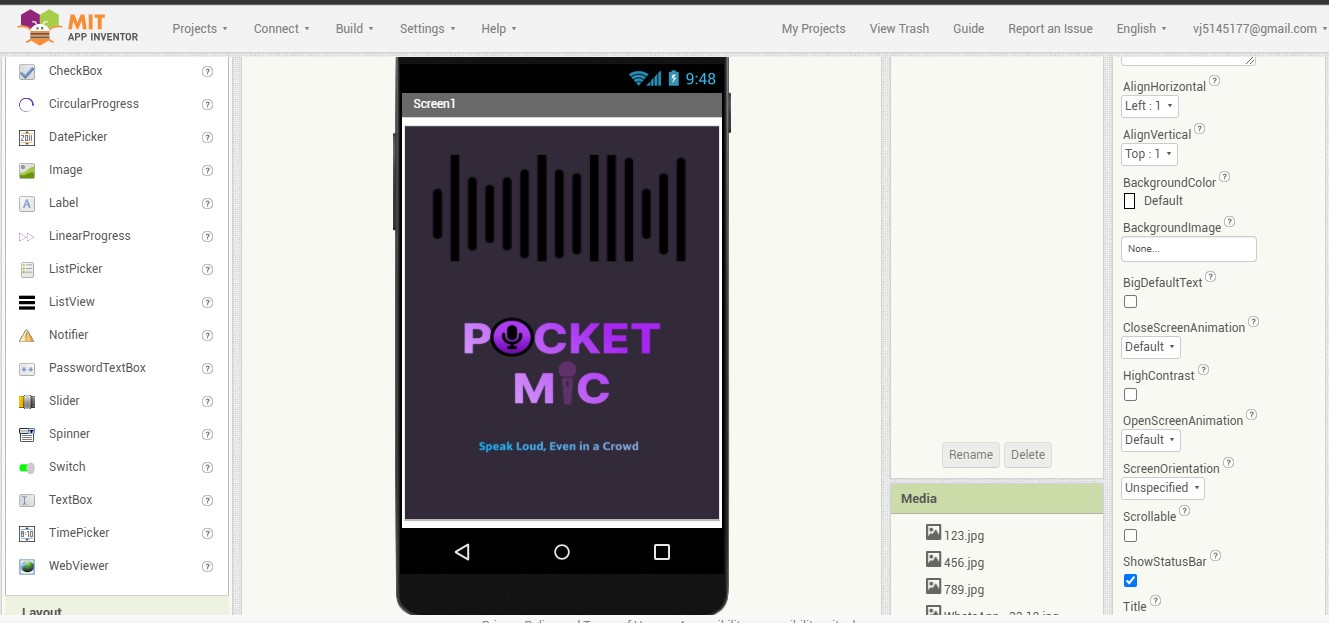 MIT
APP INVENTOR
Projects
Connect
Build
Settings
Help
My Projects
View Trash
Guide
Report an Issue
English
vj5145177@gmail.com
CheckBox
CircularProgress
DatePicker
Image
Label
LinearProgress
ListPicker
ListView
Notifier
PasswordTextBox
Slider
Spinner
Switch
TextBox
TimePicker
WebViewer
Layout
9:48
Screen1
POCKET
MiC
Speak Loud, Even in a Crowd
Rename
Delete
Media
123.jpg
456.jpg
789.jpg
AlignHorizontal
Left : 1
AlignVertical
Top : 1
BackgroundColor
Default
BackgroundImage
None...
BigDefaultText
CloseScreenAnimation
Default
HighContrast
OpenScreenAnimation
Default
ScreenOrientation
Unspecified
Scrollable
ShowStatusBar
Title